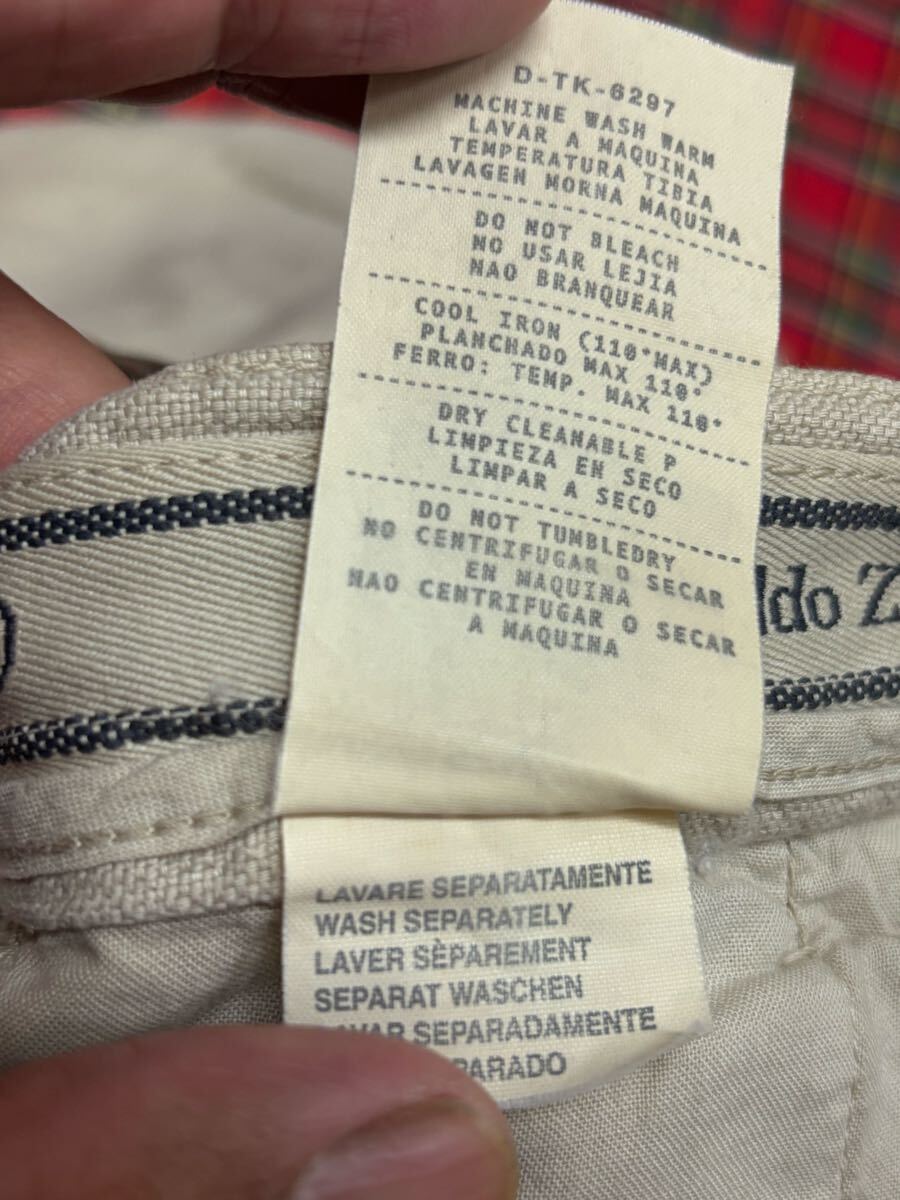 D-TK-6297
MACHINE WASH WARM
LAVAR A MAQUINA
TEMPERATURA TIBIA
LAVAGEN MORNA MAQUINA
DO NOT BLEACH
NO USAR LEJIA
NAO BRANQUEAR
COOL IRON (110°MAX)
PLANCHADO MAX 110°
FERRO: TEMP. MAX 110°
DRY CLEANABLE P
LIMPIEZA EN SECO
LIMPAR A SECO
DO NOT TUMBLEDRY
NO CENTRIFUGAR O SECAR
EN MAQUINA
NAO CENTRIFUGAR O SECAR
A MAQUINA
ldo Z
LAVARE SEPARATAMENTE
WASH SEPARATELY
LAVER SÈPAREMENT
SEPARAT WASCHEN
SEPARADAMENTE